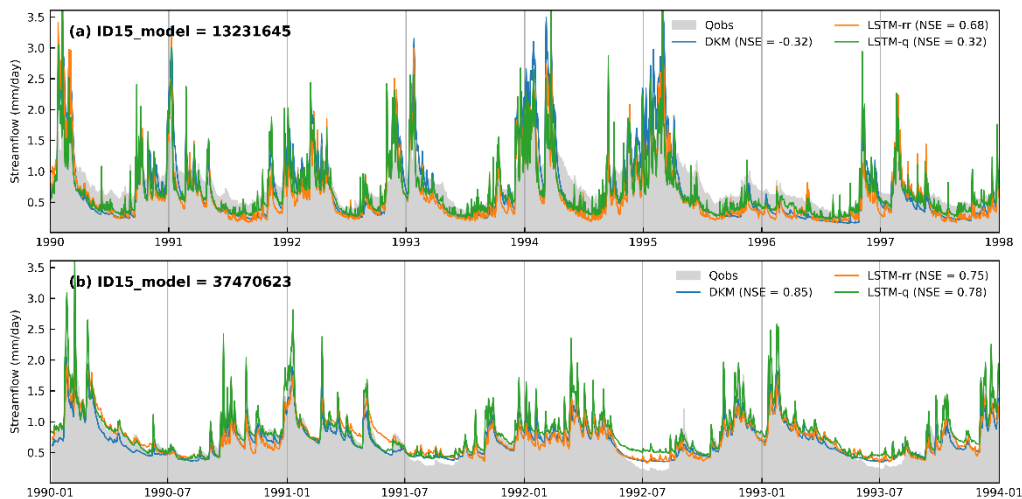 (a) ID15_model = 13231645
Qobs
DKM (NSE = -0.32)
LSTM-rr (NSE = 0.68)
LSTM-q (NSE = 0.32)
Streamflow (mm/day)
3.5
3.0
2.5
2.0
1.5
1.0
0.5
1990 1991 1992 1993 1994 1995 1996 1997 1998
(b) ID15_model = 37470623
Qobs
DKM (NSE = 0.85)
LSTM-rr (NSE = 0.75)
LSTM-q (NSE = 0.78)
Streamflow (mm/day)
3.5
3.0
2.5
2.0
1.5
1.0
0.5
1990-01 1990-07 1991-01 1991-07 1992-01 1992-07 1993-01 1993-07 1994-01